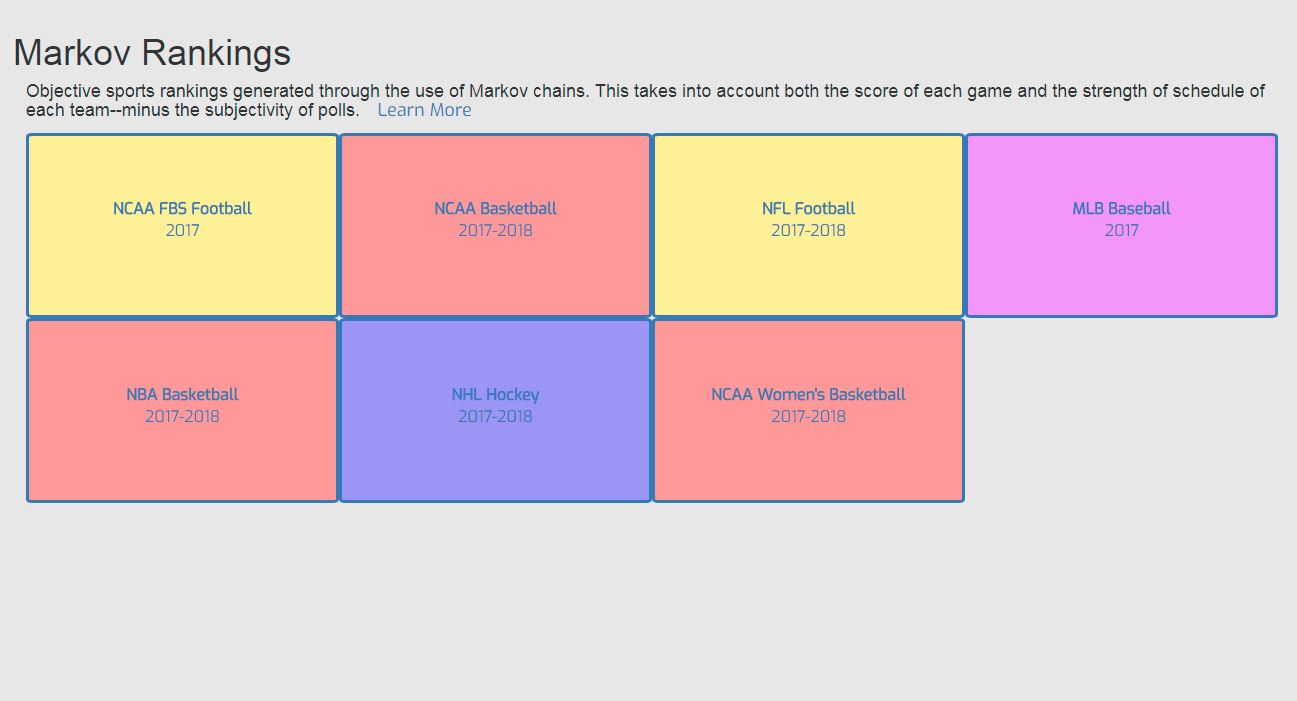 Markov Rankings
Objective sports rankings generated through the use of Markov chains. This takes into account both the score of each game and the strength of schedule of
each team--minus the subjectivity of polls. Learn More
NCAA FBS Football
2017
NCAA Basketball
2017-2018
NFL Football
2017-2018
MLB Baseball
2017
NBA Basketball
2017-2018
NHL Hockey
2017-2018
NCAA Women's Basketball
2017-2018